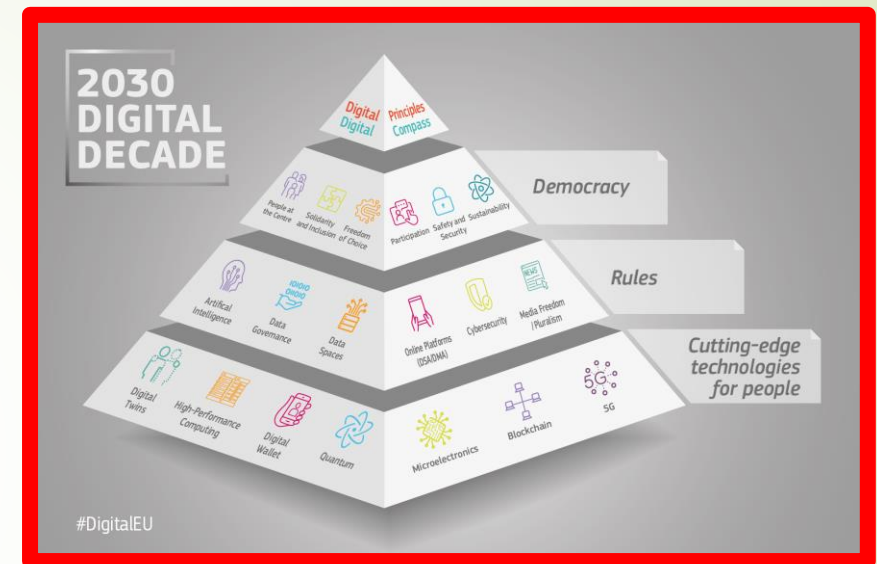 2030
DIGITAL
DECADE
Digital Principles
Digital Compass
Democracy
People at
the Centre
Solidarity
and Inclusion
Freedom
of Choice
Participation
Safety and
Security
Sustainability
Rules
Artifical
Intelligence
Data
Governance
Data
Spaces
Online Platforms
(DSA/DMA)
Cybersecurity
NEWS
Media Freedom
/Pluralism
Cutting-edge
technologies
for people
Digital
Twins
High-Performance
Computing
Digital
Wallet
Quantum
Microelectronics
Blockchain
5G
5G
#DigitalEU